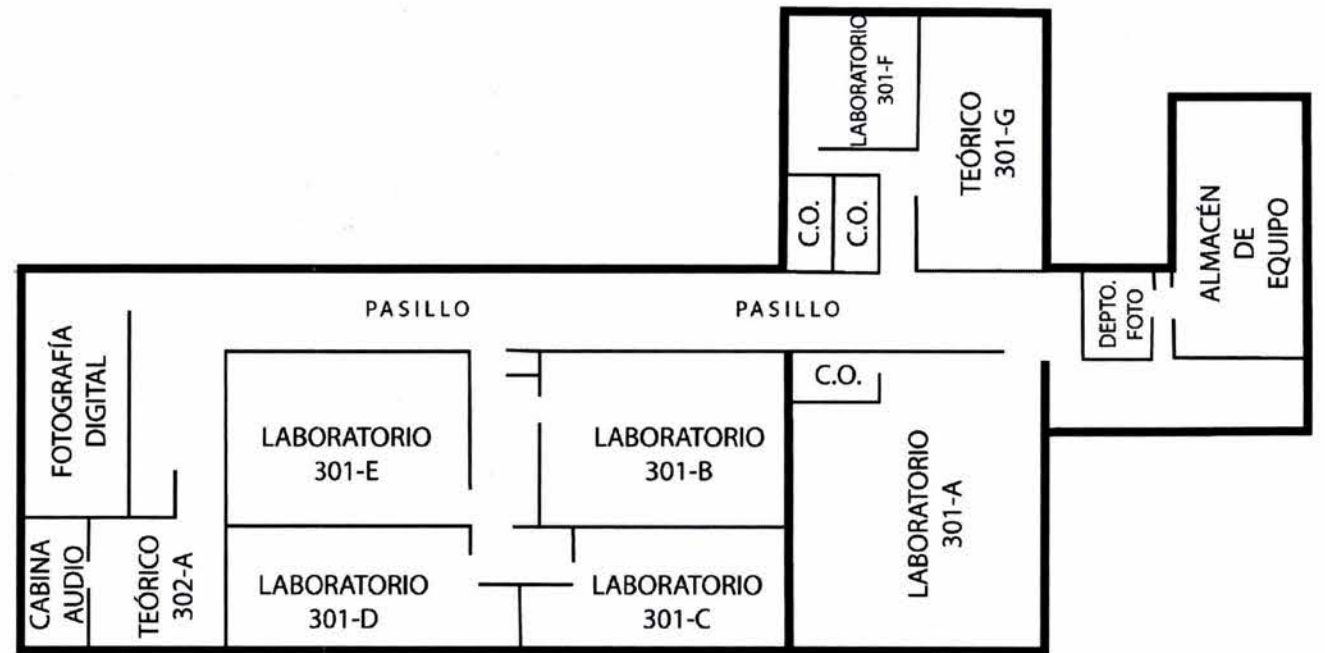 LABORATORIO
301-F
TEÓRICO
301-G
C.O.
C.O.
ALMACÉN
DE
EQUIPO
PASILLO
PASILLO
DEPTO.
FOTO
FOTOGRAFÍA
DIGITAL
C.O.
LABORATORIO
301-E
LABORATORIO
301-B
LABORATORIO
301-A
CABINA
AUDIO
TEÓRICO
302-A
LABORATORIO
301-D
LABORATORIO
301-C